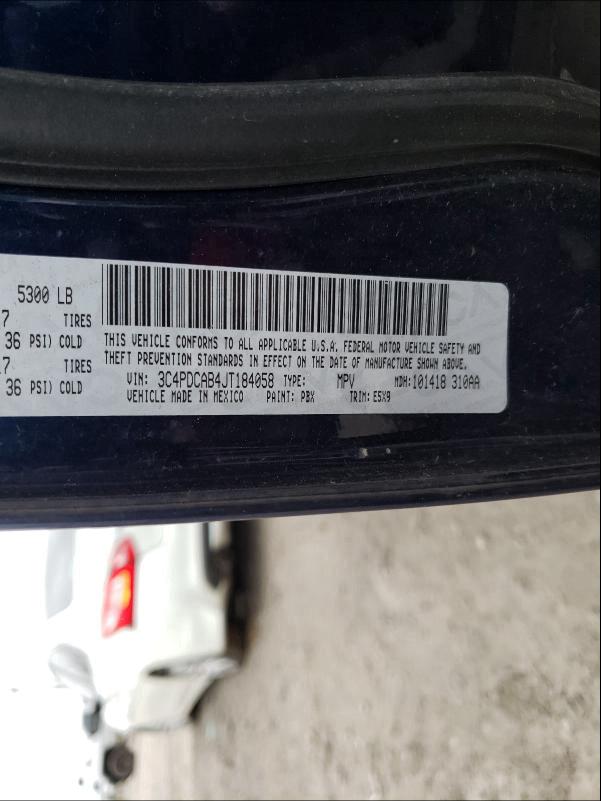 5300 LB
7 TIRES
36 PSI) COLD
7 TIRES
36 PSI) COLD
THIS VEHICLE CONFORMS TO ALL APPLICABLE U.S.A. FEDERAL MOTOR VEHICLE SAFETY AND
THEFT PREVENTION STANDARDS IN EFFECT ON THE DATE OF MANUFACTURE SHOWN ABOVE.
VIN: 3C4PDCAB4JT184058 TYPE: MPV MDH: 101418 310AA
VEHICLE MADE IN MEXICO PAINT: PBX TRIM: E5X9